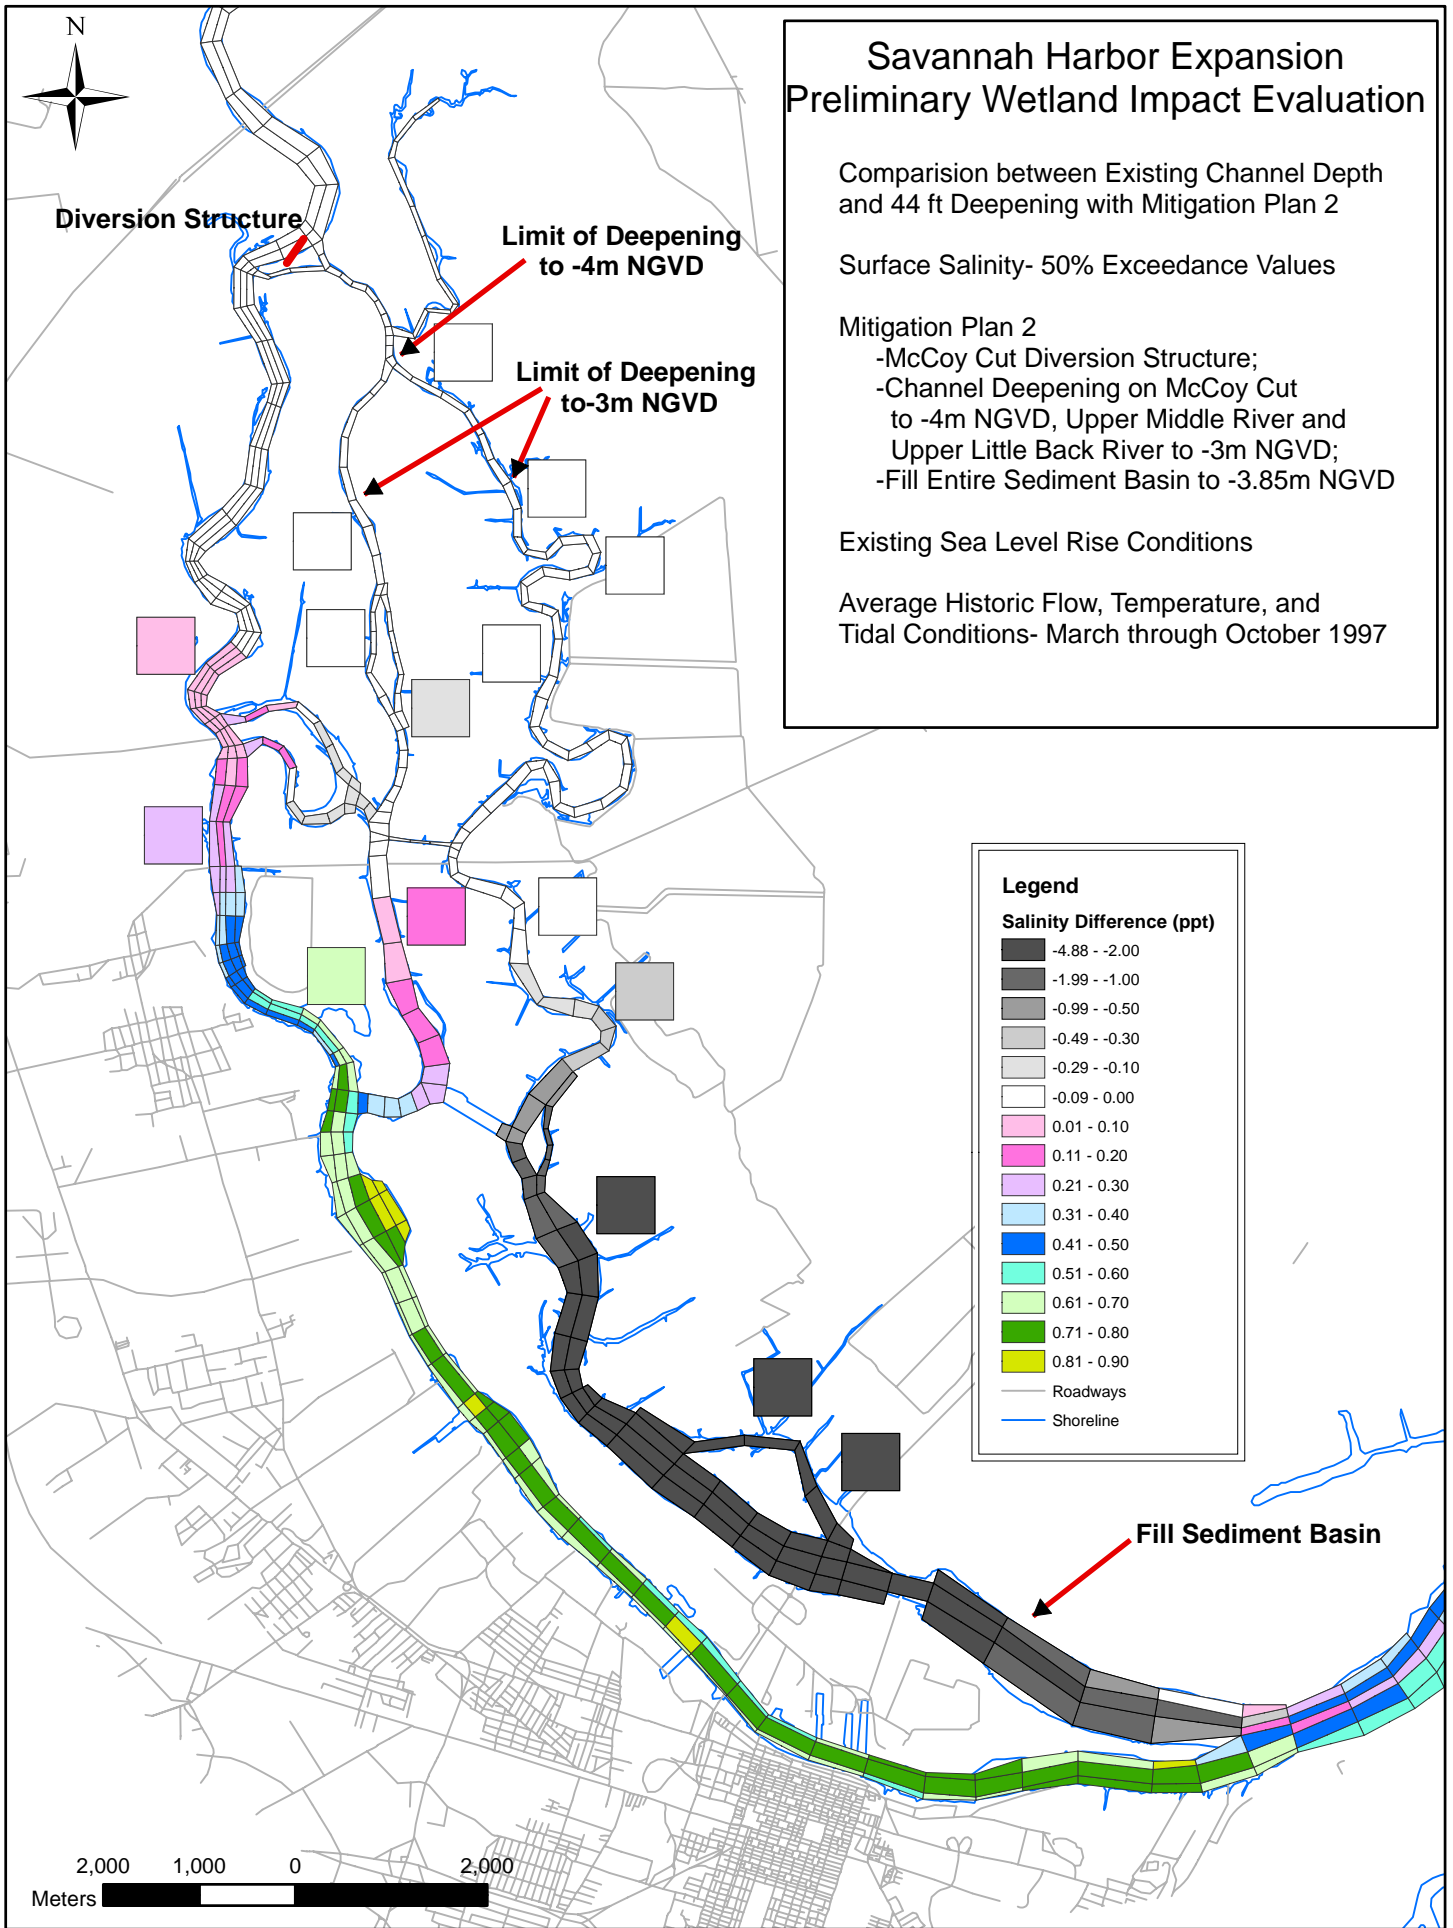 N
Savannah Harbor Expansion
Preliminary Wetland Impact Evaluation
Comparision between Existing Channel Depth
and 44 ft Deepening with Mitigation Plan 2
Surface Salinity- 50% Exceedance Values
Mitigation Plan 2
-McCoy Cut Diversion Structure;
-Channel Deepening on McCoy Cut
to -4m NGVD, Upper Middle River and
Upper Little Back River to -3m NGVD;
-Fill Entire Sediment Basin to -3.85m NGVD
Existing Sea Level Rise Conditions
Average Historic Flow, Temperature, and
Tidal Conditions- March through October 1997
Diversion Structure
Limit of Deepening
to -4m NGVD
Limit of Deepening
to-3m NGVD
Legend
Salinity Difference (ppt)
-4.88 - -2.00
-1.99 - -1.00
-0.99 - -0.50
-0.49 - -0.30
-0.29 - -0.10
-0.09 - 0.00
0.01 - 0.10
0.11 - 0.20
0.21 - 0.30
0.31 - 0.40
0.41 - 0.50
0.51 - 0.60
0.61 - 0.70
0.71 - 0.80
0.81 - 0.90
Roadways
Shoreline
Fill Sediment Basin
2,000 1,000 0 2,000
Meters